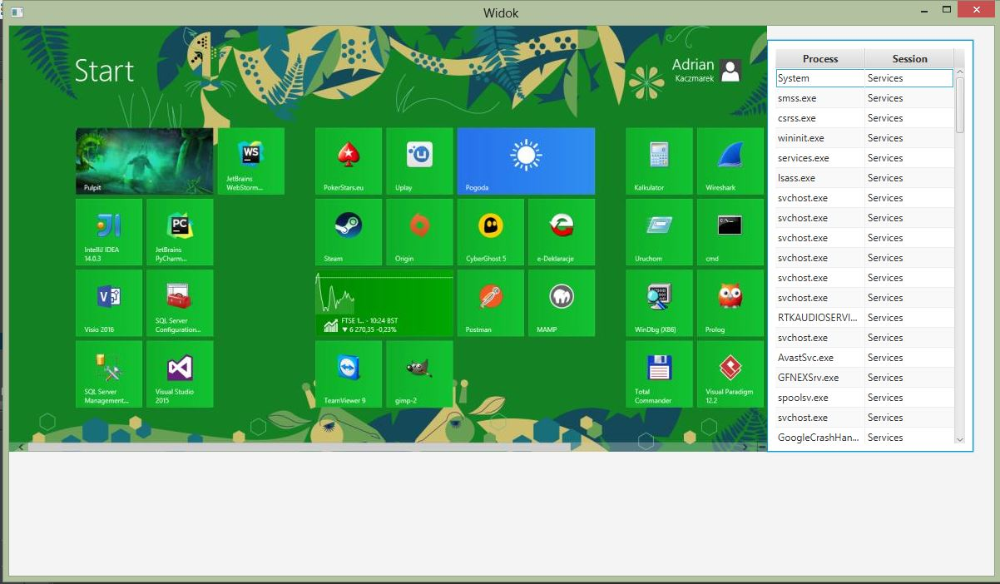 Widok
Start
Adrian
Kaczmarek
Pulpit
WS
JetBrains
WebStorm...
PokerStars.eu
Uplay
Pogoda
Kalkulator
Wireshark
IntelliJ IDEA
14.0.3
PC
JetBrains
PyCharm...
Steam
Origin
CyberGhost 5
e-Deklaracje
Uruchom
cmd
Visio 2016
SQL Server
Configuration...
FTSE 1... - 10:24 BST
▼ 6 270,35 -0,23%
Postman
MAMP
WinDbg (X86)
Prolog
SQL Server
Management...
Visual Studio
2015
TeamViewer 9
gimp-2
Total
Commander
Visual Paradigm
12.2
Process Session
System Services
smss.exe Services
csrss.exe Services
wininit.exe Services
services.exe Services
lsass.exe Services
svchost.exe Services
svchost.exe Services
svchost.exe Services
svchost.exe Services
svchost.exe Services
svchost.exe Services
RTKAUDIOSERVI... Services
svchost.exe Services
AvastSvc.exe Services
GFNEXSrv.exe Services
spoolsv.exe Services
svchost.exe Services
GoogleCrashHan... Services